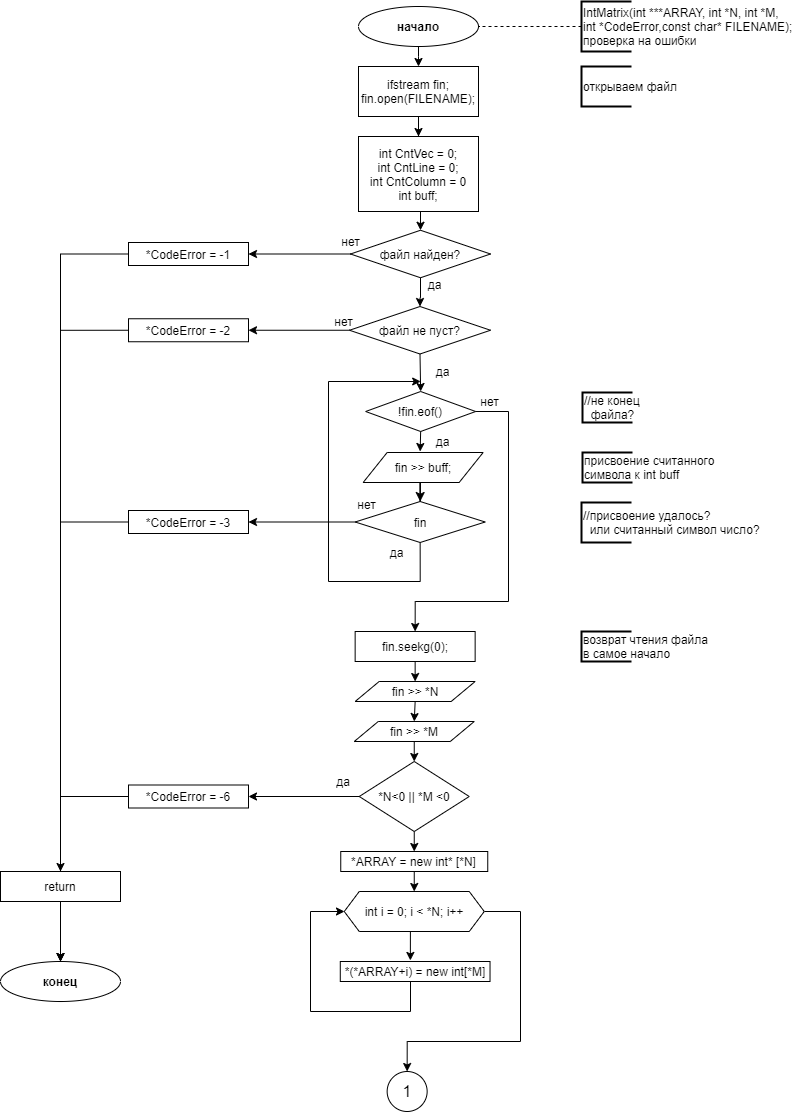 начало
IntMatrix(int ***ARRAY, int *N, int *M,
int *CodeError,const char* FILENAME);
проверка на ошибки
ifstream fin;
fin.open(FILENAME);
открываем файл
int CntVec = 0;
int CntLine = 0;
int CntColumn = 0
int buff;
файл найден?
нет
*CodeError = -1
да
файл не пуст?
нет
*CodeError = -2
да
!fin.eof()
нет
//не конец
файла?
да
fin >> buff;
присвоение считанного
символа к int buff
fin
нет
*CodeError = -3
//присвоение удалось?
или считанный символ число?
да
fin.seekg(0);
возврат чтения файла
в самое начало
fin >> *N
fin >> *M
*N<0 || *M <0
да
*CodeError = -6
*ARRAY = new int* [*N]
return
int i = 0; i < *N; i++
*(*ARRAY+i) = new int[*M]
конец
1